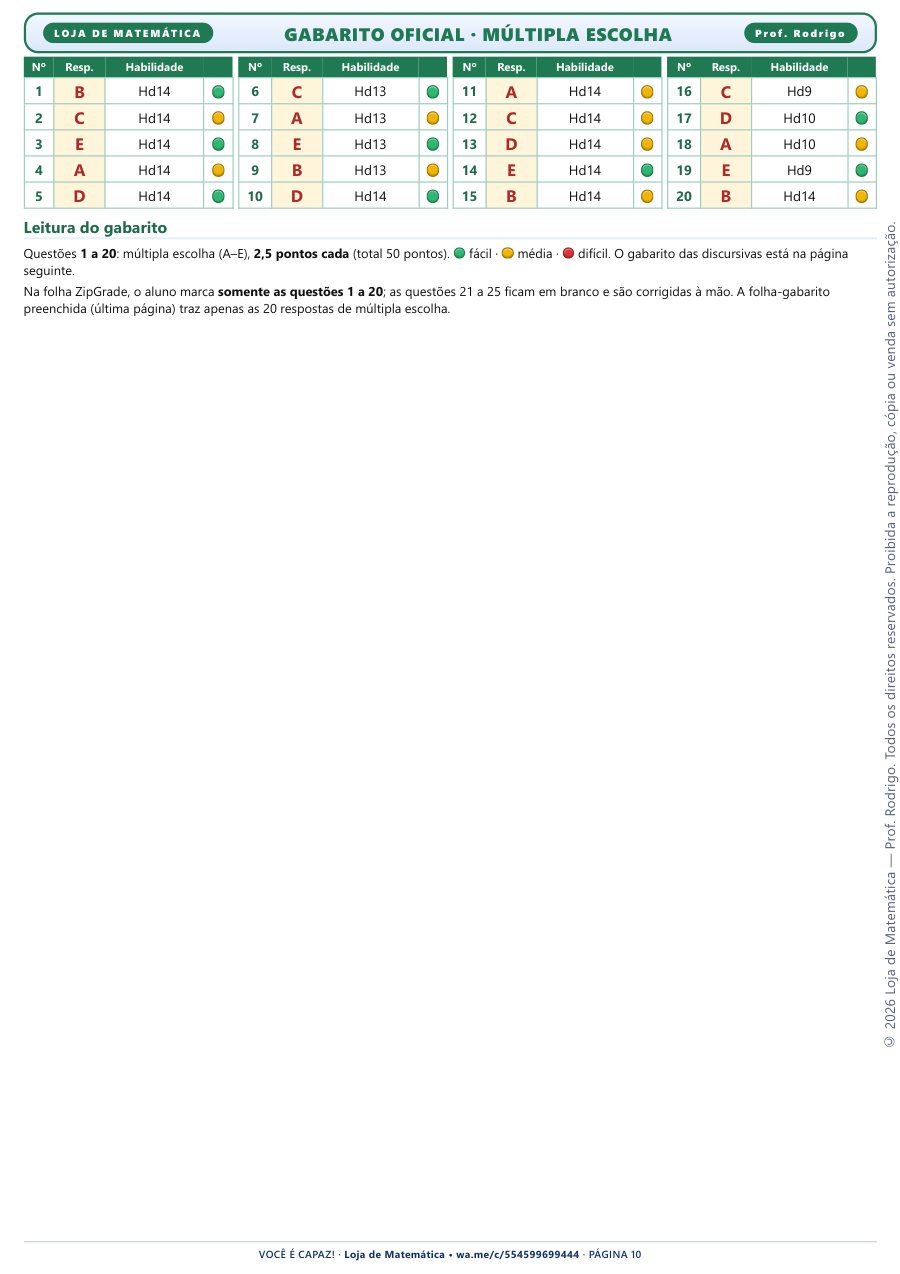 LOJA DE MATEMÁTICA
GABARITO OFICIAL · MÚLTIPLA ESCOLHA
Prof. Rodrigo
Nº Resp. Habilidade
1 B Hd14
2 C Hd14
3 E Hd14
4 A Hd14
5 D Hd14
Nº Resp. Habilidade
6 C Hd13
7 A Hd13
8 E Hd13
9 B Hd13
10 D Hd14
Nº Resp. Habilidade
11 A Hd14
12 C Hd14
13 D Hd14
14 E Hd14
15 B Hd14
Nº Resp. Habilidade
16 C Hd9
17 D Hd10
18 A Hd10
19 E Hd9
20 B Hd14
Leitura do gabarito
Questões 1 a 20: múltipla escolha (A–E), 2,5 pontos cada (total 50 pontos). fácil · média · difícil. O gabarito das discursivas está na página
seguinte.
Na folha ZipGrade, o aluno marca somente as questões 1 a 20; as questões 21 a 25 ficam em branco e são corrigidas à mão. A folha-gabarito
preenchida (última página) traz apenas as 20 respostas de múltipla escolha.
© 2026 Loja de Matemática — Prof. Rodrigo. Todos os direitos reservados. Proibida a reprodução, cópia ou venda sem autorização.
VOCÊ É CAPAZ! · Loja de Matemática • wa.me/c/554599699444 · PÁGINA 10